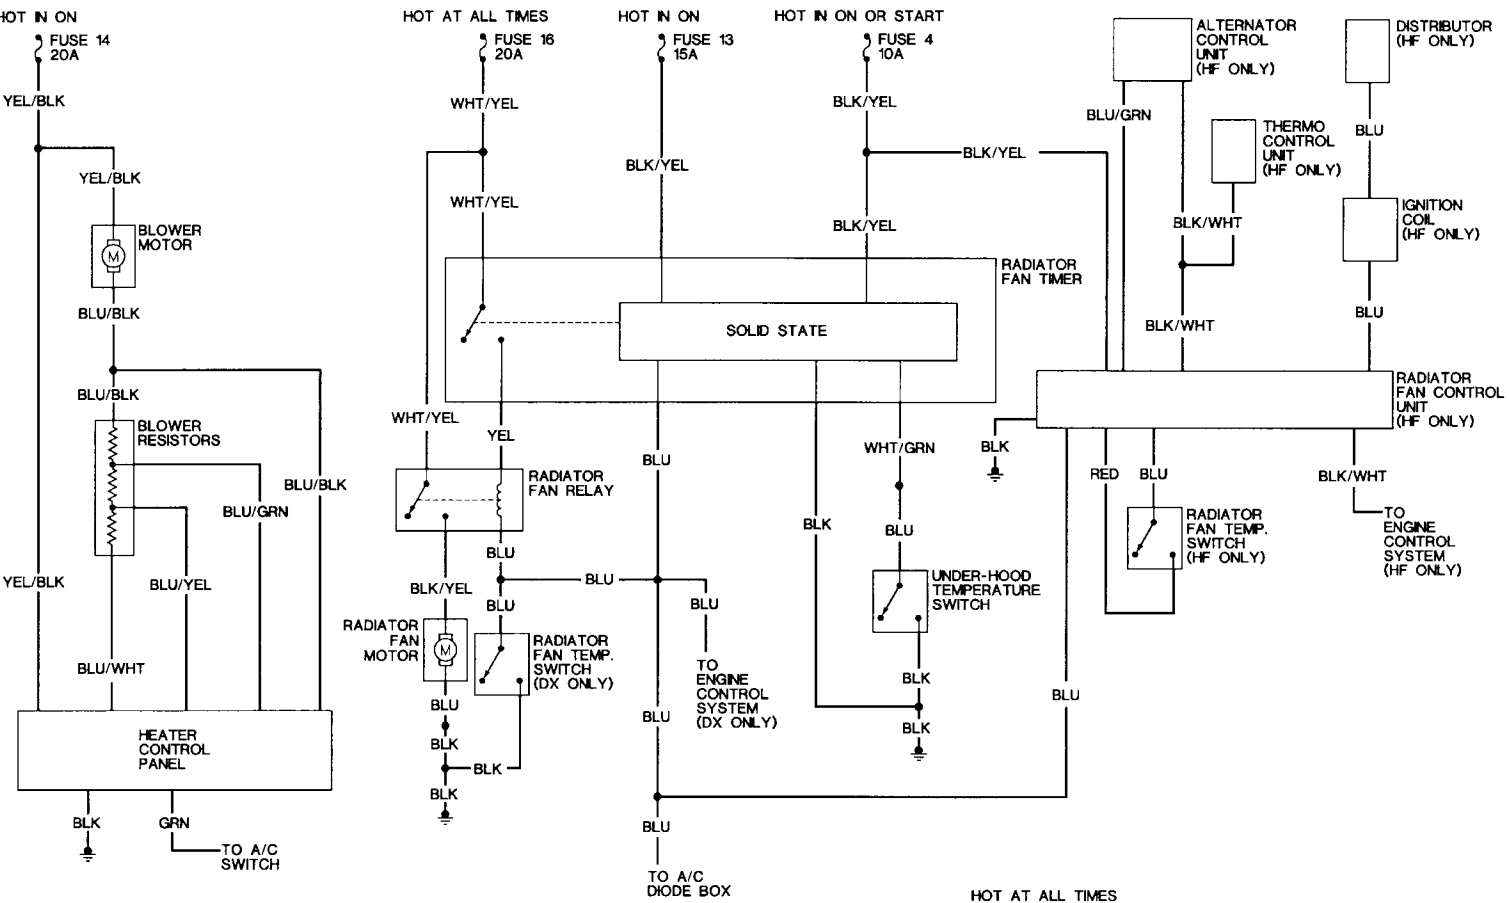 HOT IN ON
FUSE 14
20A
YEL/BLK
YEL/BLK
BLOWER
MOTOR
BLU/BLK
BLU/BLK
BLOWER
RESISTORS
BLU/BLK
BLU/GRN
YEL/BLK
BLU/YEL
BLU/WHT
HEATER
CONTROL
PANEL
BLK
GRN
TO A/C
SWITCH
HOT AT ALL TIMES
FUSE 16
20A
WHT/YEL
WHT/YEL
WHT/YEL
YEL
RADIATOR
FAN RELAY
BLU
BLK/YEL
BLU
BLU
RADIATOR
FAN
MOTOR
M
M
RADIATOR
FAN TEMP.
SWITCH
(DX ONLY)
BLU
BLK
BLK
BLK
HOT IN ON
FUSE 13
15A
BLK/YEL
HOT IN ON OR START
FUSE 4
10A
BLK/YEL
BLK/YEL
BLK/YEL
RADIATOR
FAN TIMER
SOLID STATE
BLU
BLU
TO
ENGINE
CONTROL
SYSTEM
(DX ONLY)
BLU
BLU
TO A/C
DIODE BOX
BLK
WHT/GRN
BLU
UNDER-HOOD
TEMPERATURE
SWITCH
BLK
BLK
ALTERNATOR
CONTROL
UNIT
(HF ONLY)
BLU/GRN
THERMO
CONTROL
UNIT
(HF ONLY)
BLK/WHT
BLK/WHT
DISTRIBUTOR
(HF ONLY)
BLU
IGNITION
COIL
(HF ONLY)
BLU
RADIATOR
FAN CONTROL
UNIT
(HF ONLY)
BLK
RED
BLU
BLK/WHT
RADIATOR
FAN TEMP.
SWITCH
(HF ONLY)
TO
ENGINE
CONTROL
SYSTEM
(HF ONLY)
BLU
HOT AT ALL TIMES